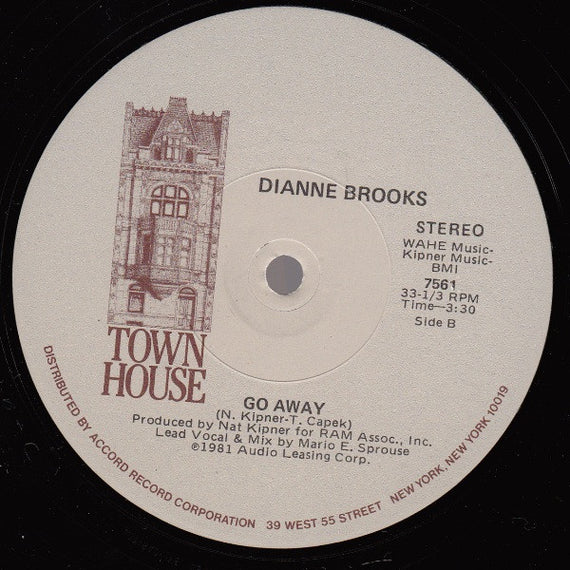 DIANNE BROOKS
STEREO
WAHE Music-
Kipner Music-
BMI
7561
33-1/3 RPM
Time—3:30
Side B
TOWN
HOUSE
GO AWAY
(N. Kipner-T. Capek)
Produced by Nat Kipner for RAM Assoc., Inc.
Lead Vocal & Mix by Mario E. Sprouse
℗1981 Audio Leasing Corp.
DISTRIBUTED BY ACCORD RECORD CORPORATION 39 WEST 55 STREET NEW YORK, NEW YORK 10019